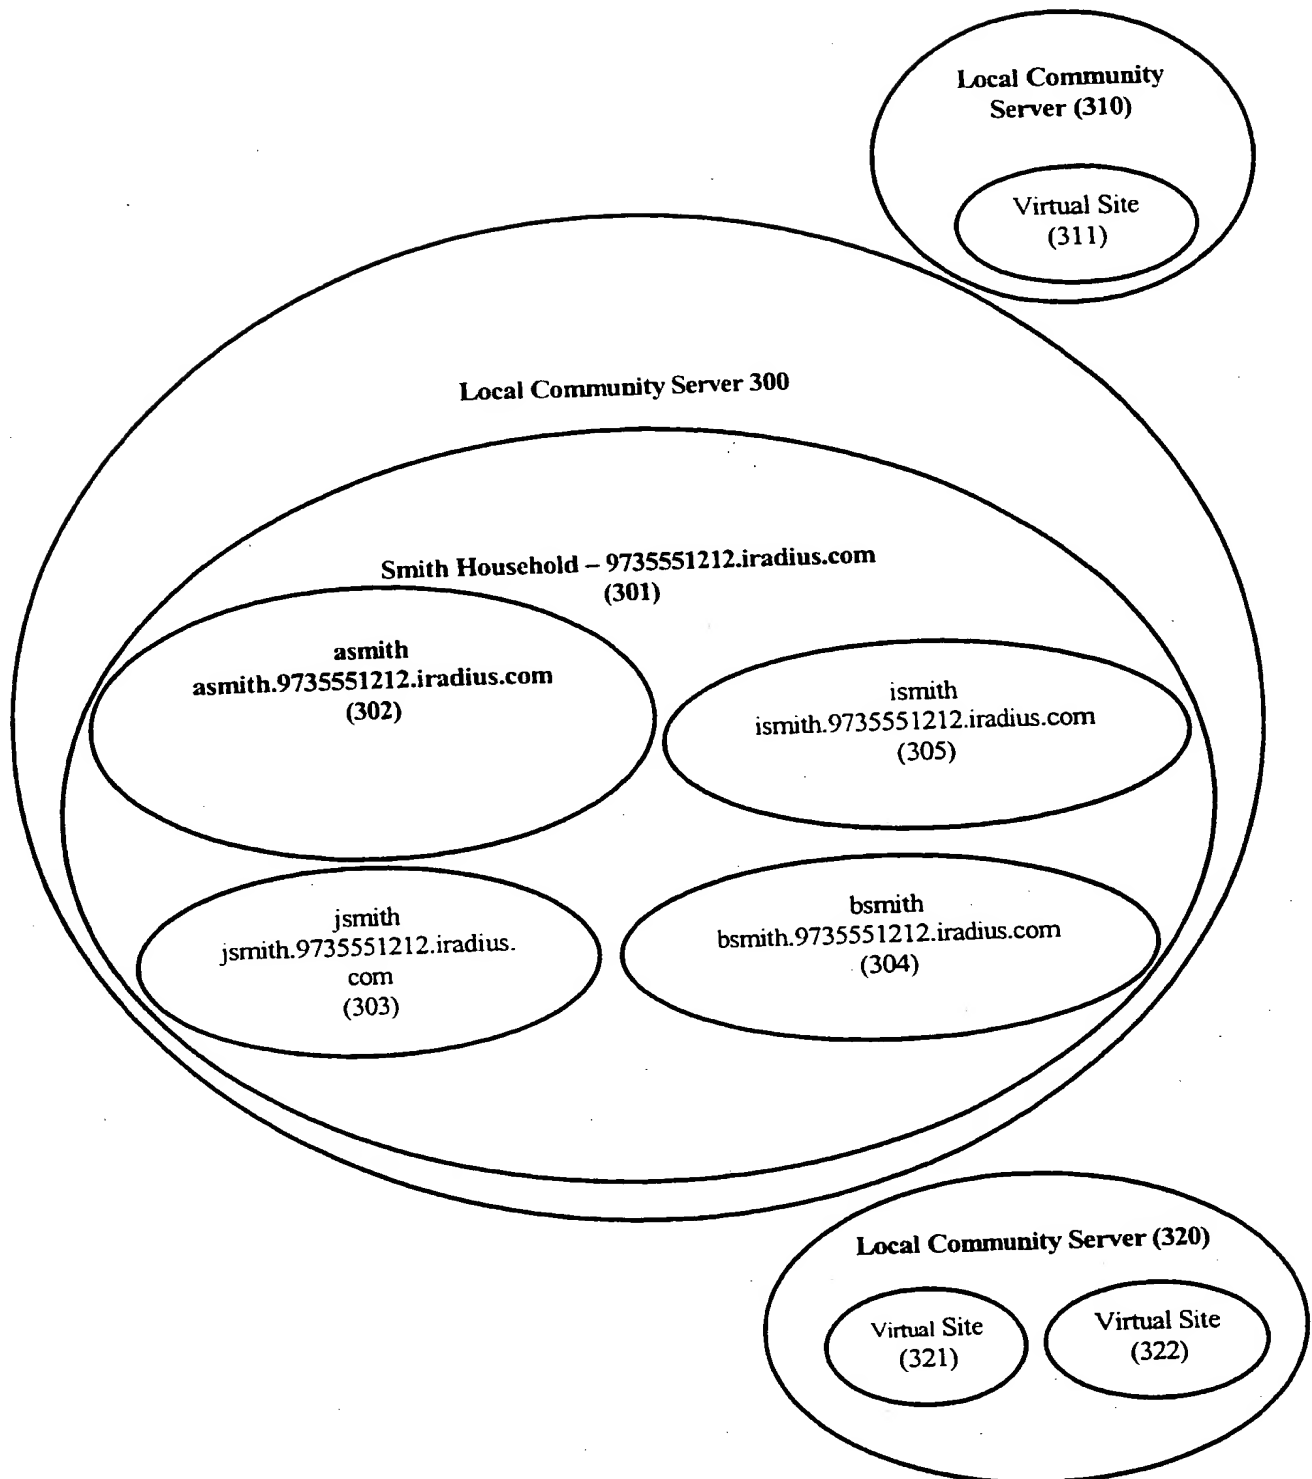 Local Community
Server (310)
Virtual Site
(311)
Local Community Server 300
Smith Household – 9735551212.iradius.com
(301)
asmith
asmith.9735551212.iradius.com
(302)
ismith
ismith.9735551212.iradius.com
(305)
jsmith
jsmith.9735551212.iradius.
com
(303)
bsmith
bsmith.9735551212.iradius.com
(304)
Local Community Server (320)
Virtual Site
(321)
Virtual Site
(322)